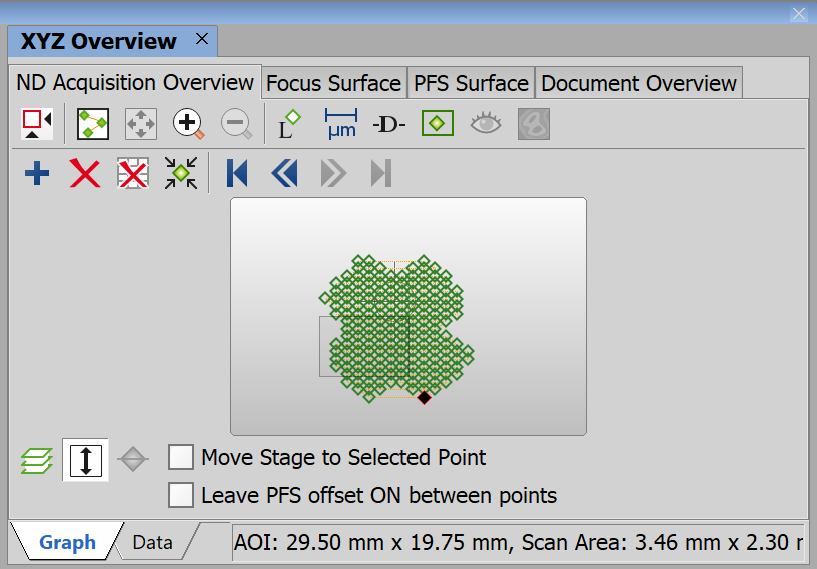 XYZ Overview
ND Acquisition Overview Focus Surface PFS Surface Document Overview
L µm -D-
Move Stage to Selected Point
Leave PFS offset ON between points
Graph Data AOI: 29.50 mm x 19.75 mm, Scan Area: 3.46 mm x 2.30 r